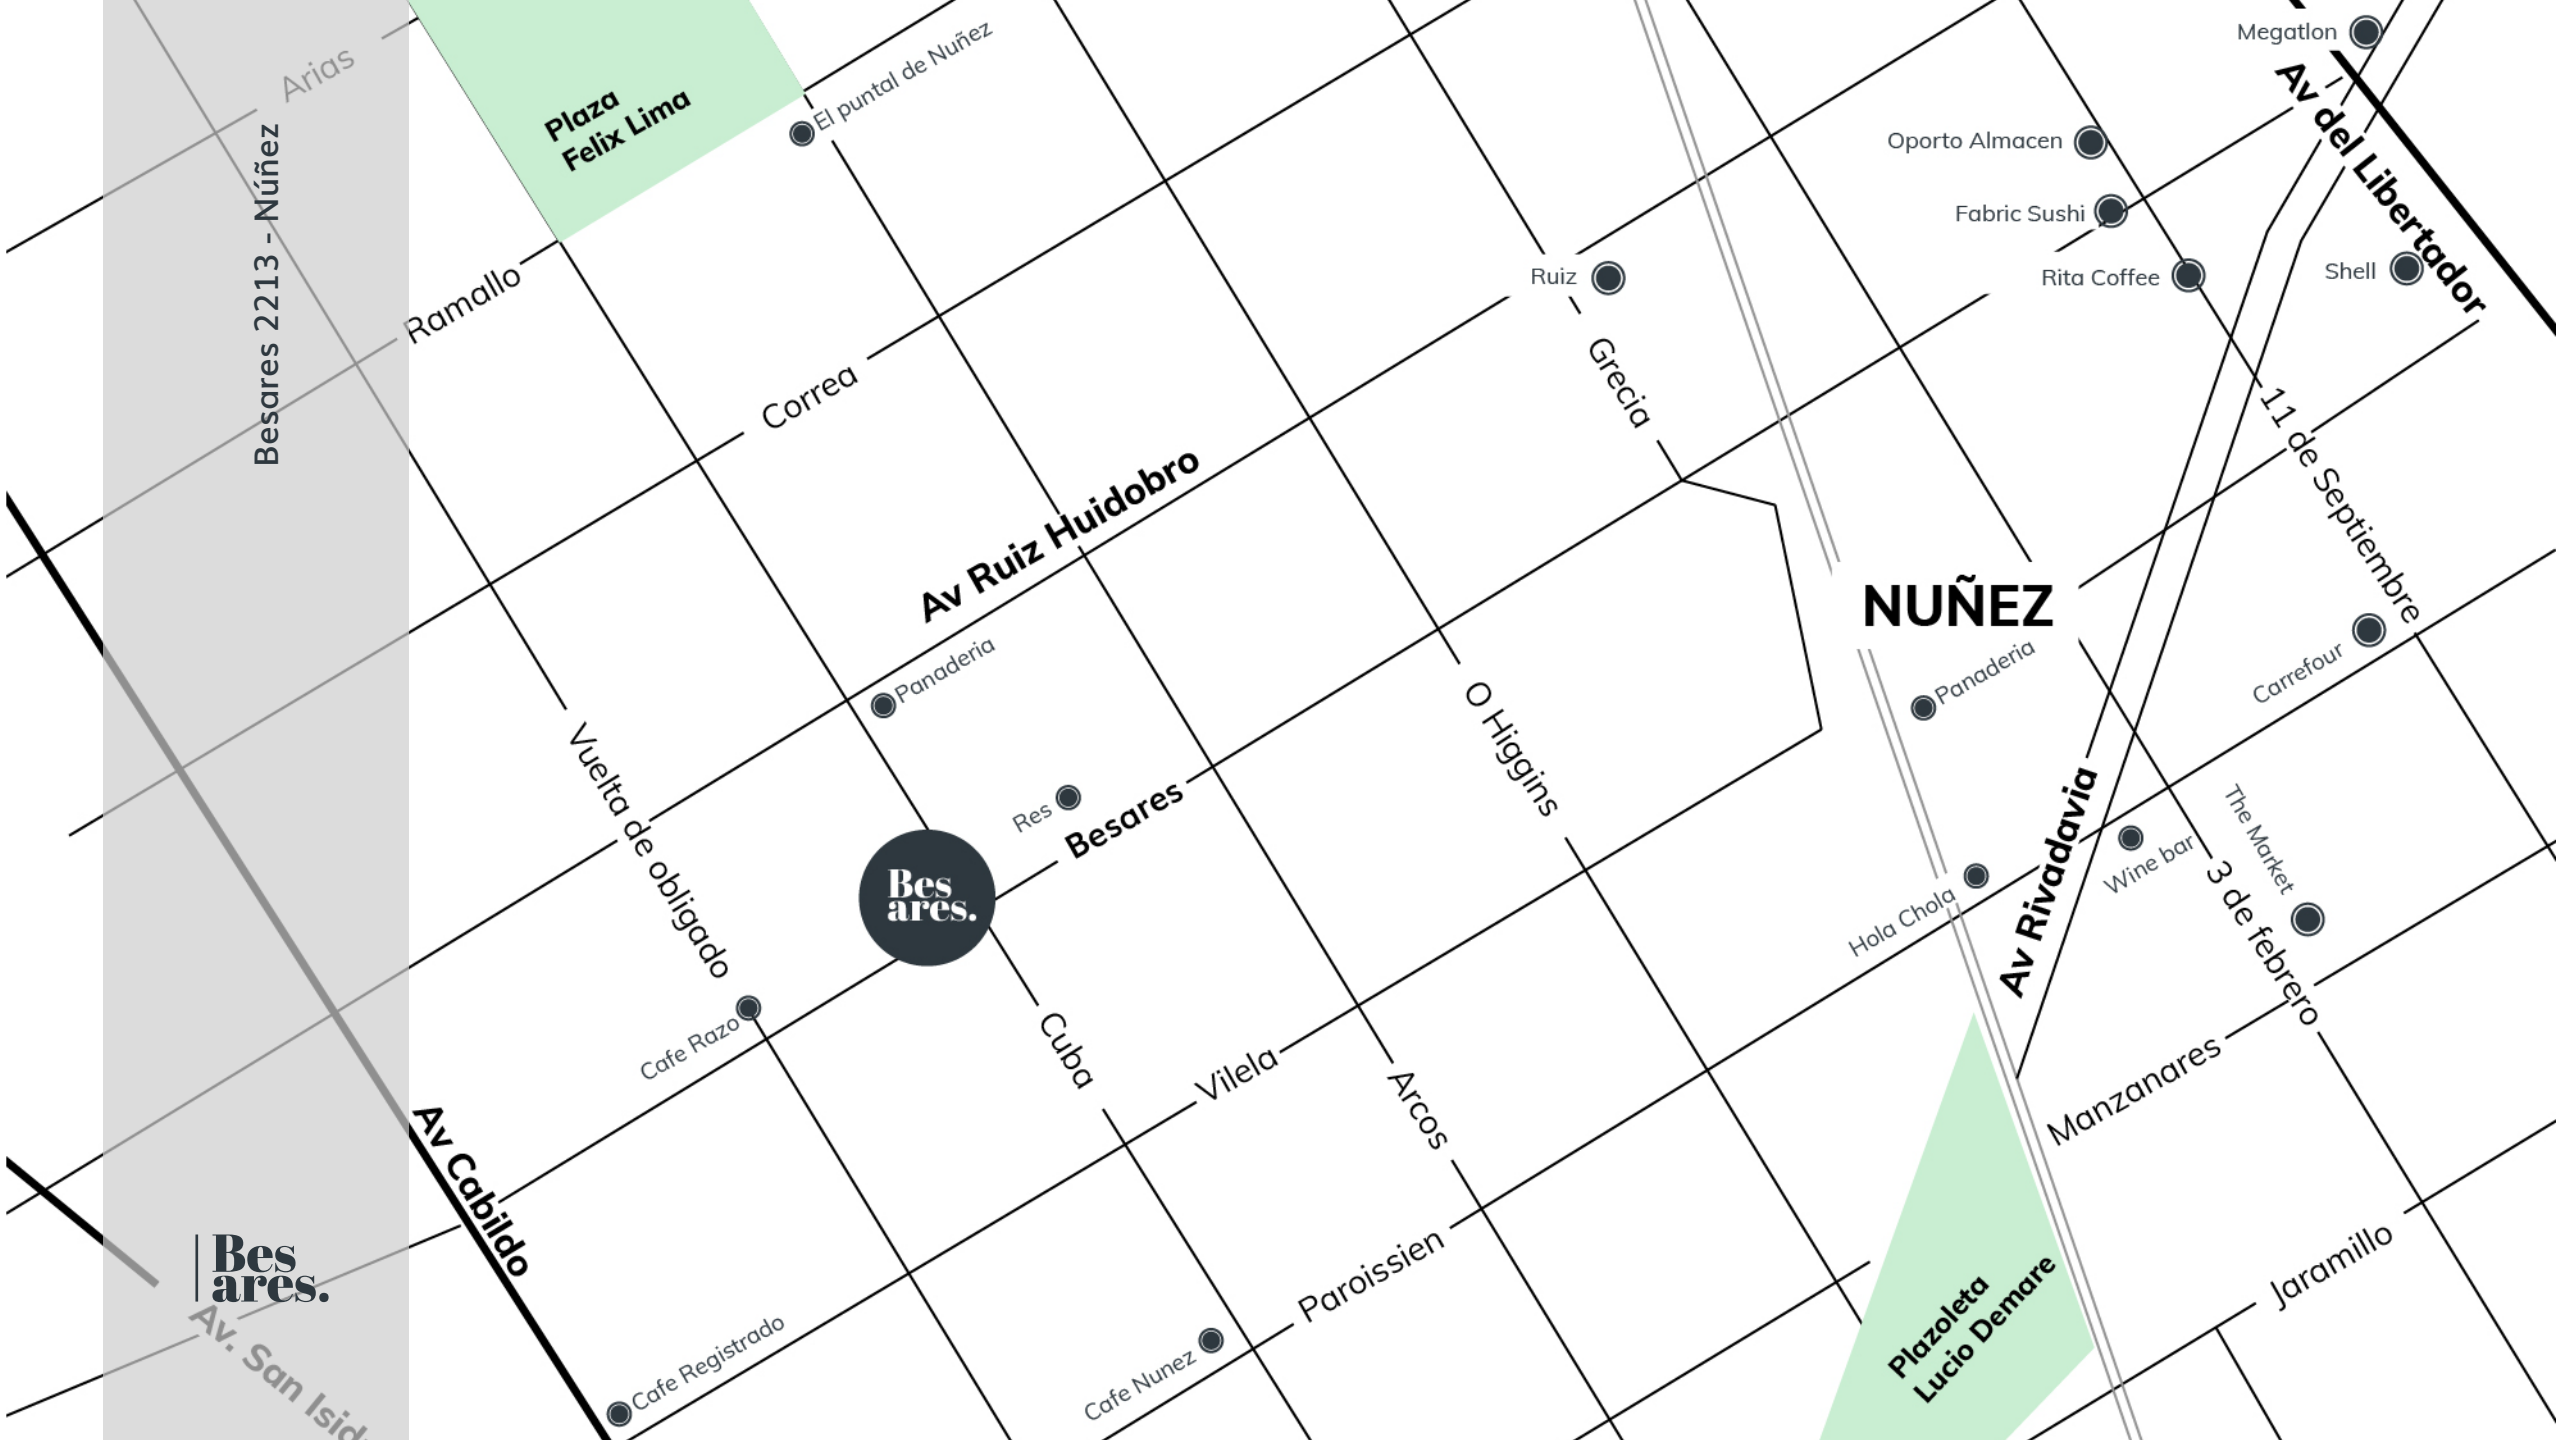 Arias
Besares 2213 - Núñez
Plaza
Felix Lima
El puntal de Nuñez
Megatlon
Av del Libertador
Oporto Almacen
Fabric Sushi
Rita Coffee
Shell
Ruiz
Ramallo
Correa
Grecia
11 de Septiembre
Av Ruiz Huidobro
NUÑEZ
Panaderia
Panaderia
Carrefour
Vuelta de obligado
O Higgins
Res
Besares
Bes
ares.
Av Rivadavia
Wine bar
The Market
3 de febrero
Hola Chola
Cafe Razo
Cuba
Vilela
Arcos
Manzanares
Av Cabildo
Bes
ares.
Av. San Isid
Paroissien
Jaramillo
Plazoleta
Lucio Demare
Cafe Registrado
Cafe Nunez